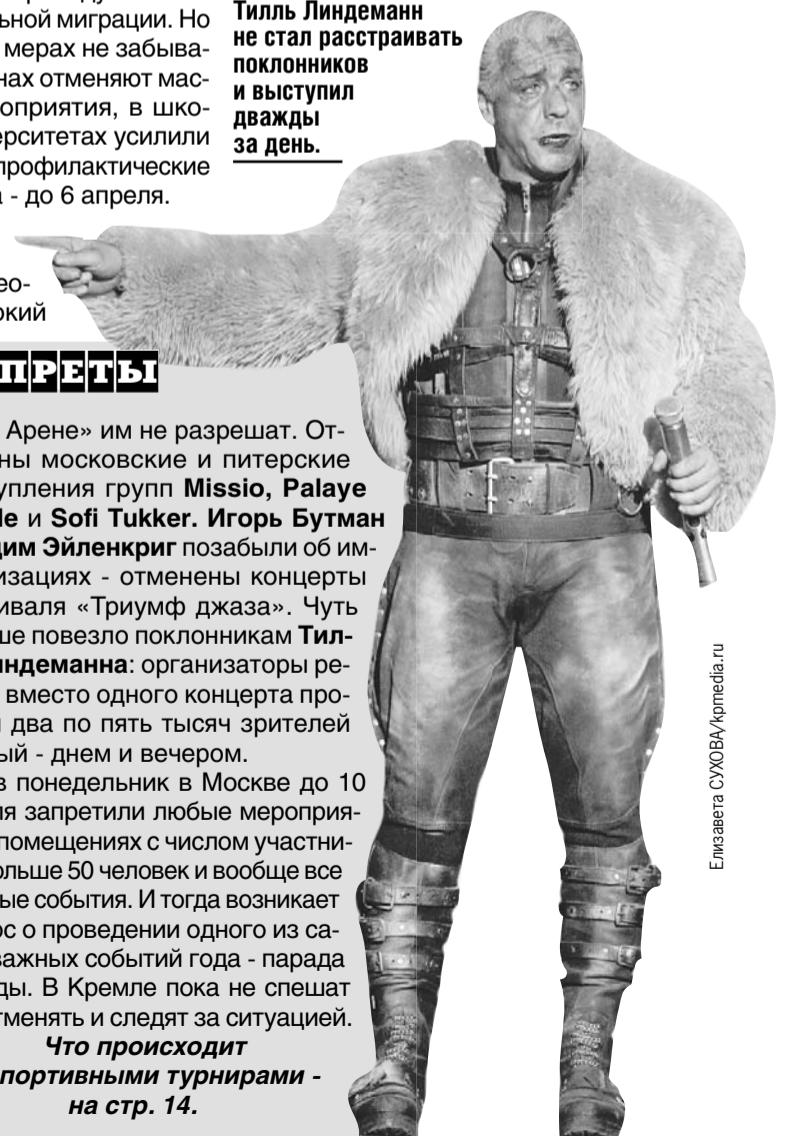 льной миграции. Но
мерах не забыва-
нах отменяют мас-
оприятия, в шко-
ерситетах усилили
профилактические
- до 6 апреля.
ео-
окий
Тилль Линдеманн
не стал расстраивать
поклонников
и выступил
дважды
за день.
ПРЕТЫ
Арене» им не разрешат. От-
ны московские и питерские
упления групп Missio, Palaye
le и Sofi Tukker. Игорь Бутман
дим Эйленкриг позабыли об им-
изациях - отменены концерты
иваля «Триумф джаза». Чуть
ше повезло поклонникам Тил-
индеманна: организаторы ре-
вместо одного концерта про-
и два по пять тысяч зрителей
ый - днем и вечером.
в понедельник в Москве до 10
ля запретили любые мероприя-
помещениях с числом участни-
ольше 50 человек и вообще все
ые события. И тогда возникает
ос о проведении одного из са-
важных событий года - парада
ды. В Кремле пока не спешат
тменять и следят за ситуацией.
Что происходит
портивными турнирами -
на стр. 14.
Елизавета СУХОВА/kpmedia.ru